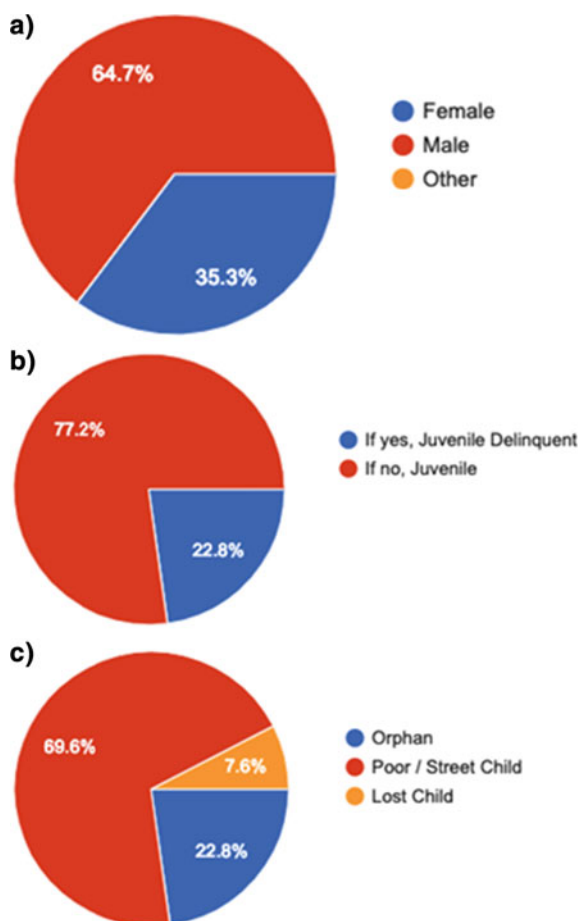 a)
64.7%
35.3%
Female
Male
Other
b)
77.2%
22.8%
If yes, Juvenile Delinquent
If no, Juvenile
c)
69.6%
7.6%
22.8%
Orphan
Poor / Street Child
Lost Child